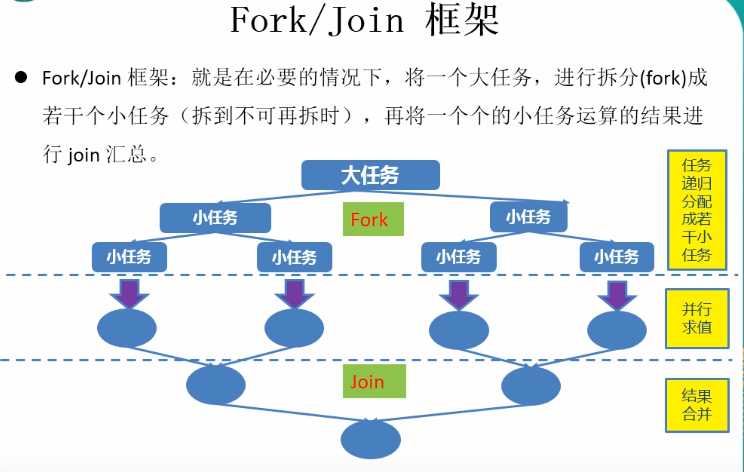 Fork/Join 框架
● Fork/Join 框架：就是在必要的情况下，将一个大任务，进行拆分(fork)成
若干个小任务（拆到不可再拆时），再将一个个的小任务运算的结果进
行 join 汇总。
大任务
小任务
Fork
小任务
小任务
小任务
小任务
小任务
任务
递归
分配
成若
干小
任务
并行
求值
Join
结果
合并